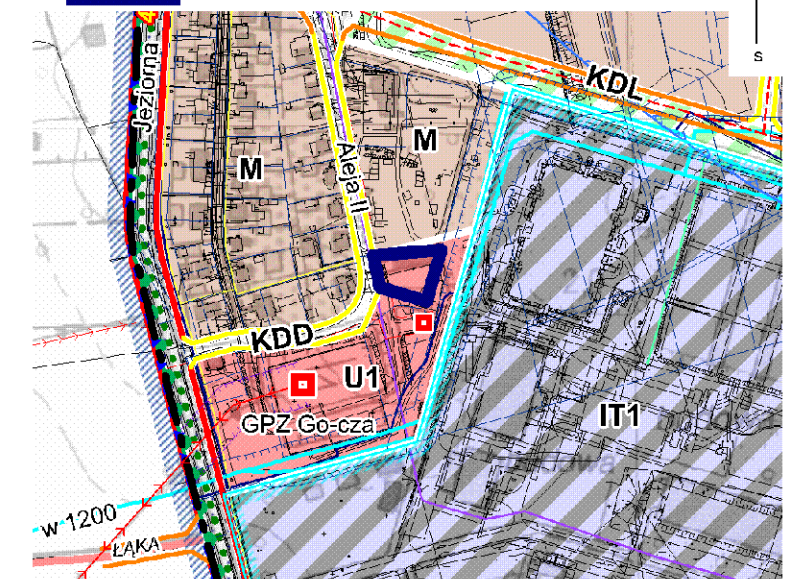 s
KDL
Jeziorna
M
M
Aleja II
KDD
U1
GPZ Go-cza
IT1
w 1200
ŁĄKA